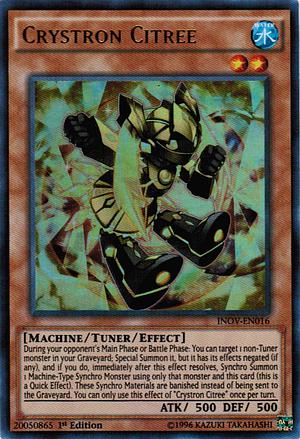 CRYSTRON CITREE
WATER
水
INOV-EN016
[MACHINE/TUNER/EFFECT]
During your opponent's Main Phase or Battle Phase: You can target 1 non-Tuner
monster in your Graveyard; Special Summon it, but it has its effects negated (if
any), and if you do, immediately after this effect resolves, Synchro Summon
1 Machine-Type Synchro Monster using only that monster and this card (this is
a Quick Effect). These Synchro Materials are banished instead of being sent to
the Graveyard. You can only use this effect of "Crystron Citree" once per turn.
ATK/ 500 DEF/ 500
20050865 1st Edition ©1996 KAZUKI TAKAHASHI